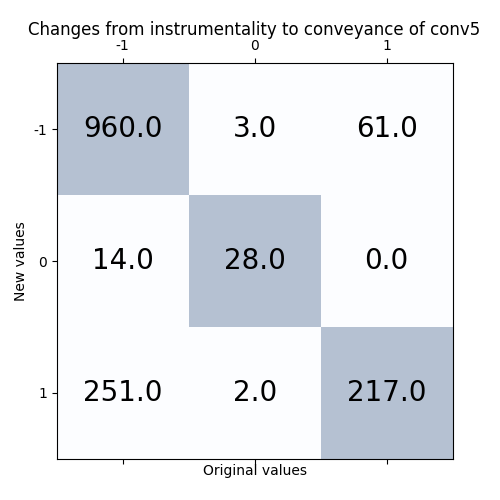 Changes from instrumentality to conveyance of conv5
-1 0 1
-1 960.0 3.0 61.0
0 14.0 28.0 0.0
1 251.0 2.0 217.0
New values
Original values